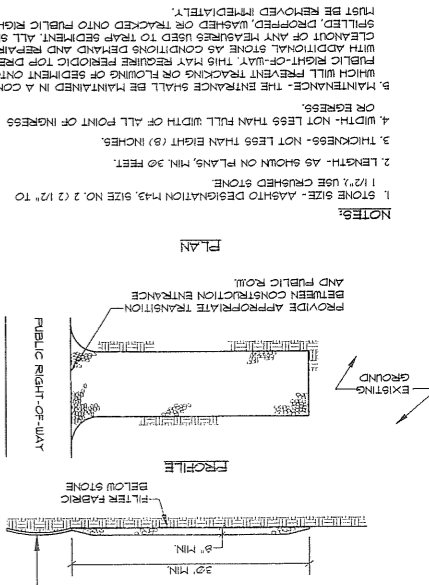 30' MIN.
8" MIN.
FILTER FABRIC
BELOW STONE
PROFILE
EXISTING
GROUND
PUBLIC RIGHT-OF-WAY
PROVIDE APPROPRIATE TRANSITION
BETWEEN CONSTRUCTION ENTRANCE
AND PUBLIC R.O.W.
PLAN
NOTES:
1. STONE SIZE- AASHTO DESIGNATION M43, SIZE NO. 2 (2 1/2" TO
1 1/2"). USE CRUSHED STONE.
2. LENGTH- AS SHOWN ON PLANS, MIN. 30 FEET.
3. THICKNESS- NOT LESS THAN EIGHT (8) INCHES.
4. WIDTH- NOT LESS THAN FULL WIDTH OF ALL POINT OF INGRESS
OR EGRESS.
5. MAINTENANCE- THE ENTRANCE SHALL BE MAINTAINED IN A
WHICH WILL PREVENT TRACKING OR FLOWING OF SEDIMENT
PUBLIC RIGHT-OF-WAY. THIS MAY REQUIRE PERIODIC TOP
WITH ADDITIONAL STONE AS CONDITIONS DEMAND AND
CLEANOUT OF ANY MEASURES USED TO TRAP SEDIMENT. ALL
SPILLED, DROPPED, WASHED OR TRACKED ONTO PUBLIC
MUST BE REMOVED IMMEDIATELY.